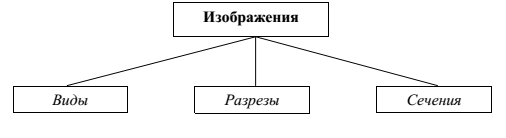 Изображения
Виды
Разрезы
Сечения